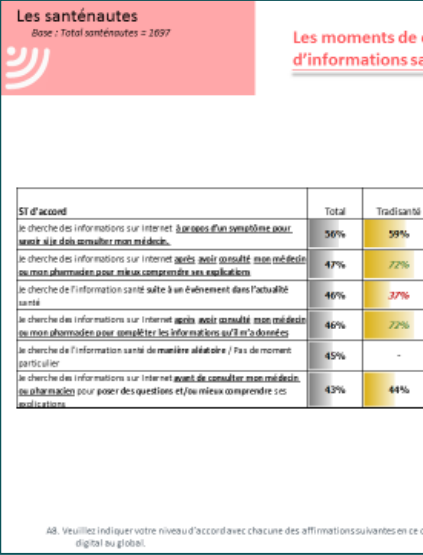 Les santénautes
Base : Total santénautes = 1697
Les moments de
d'informations sa
ST d'accord Total Tradisanté
Je cherche des informations sur Internet à propos d'un symptôme pour
savoir si je dois consulter mon médecin. 56% 59%
Je cherche des informations sur Internet après avoir consulté mon médecin
ou mon pharmacien pour mieux comprendre ses explications 47% 72%
Je cherche de l'information santé suite à un événement dans l'actualité
santé 46% 37%
Je cherche des informations sur Internet après avoir consulté mon médecin
ou mon pharmacien pour compléter les informations qu'il m'a données 46% 72%
Je cherche de l'information santé de manière aléatoire / Pas de moment
particulier 45% -
Je cherche des informations sur Internet avant de consulter mon médecin
ou pharmacien pour poser des questions et/ou mieux comprendre ses
explications 43% 44%
A8. Veuillez indiquer votre niveau d'accord avec chacune des affirmations suivantes en ce
digital au global.